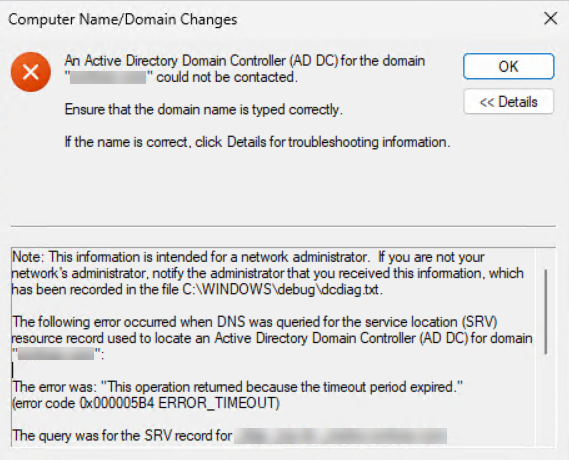 Computer Name/Domain Changes
An Active Directory Domain Controller (AD DC) for the domain
"" could not be contacted.
OK
<< Details
Ensure that the domain name is typed correctly.
If the name is correct, click Details for troubleshooting information.
Note: This information is intended for a network administrator. If you are not your
network's administrator, notify the administrator that you received this information, which
has been recorded in the file C:\WINDOWS\debug\dcdiag.txt.
The following error occurred when DNS was queried for the service location (SRV)
resource record used to locate an Active Directory Domain Controller (AD DC) for domain
"":
The error was: "This operation returned because the timeout period expired."
(error code 0x000005B4 ERROR_TIMEOUT)
The query was for the SRV record for